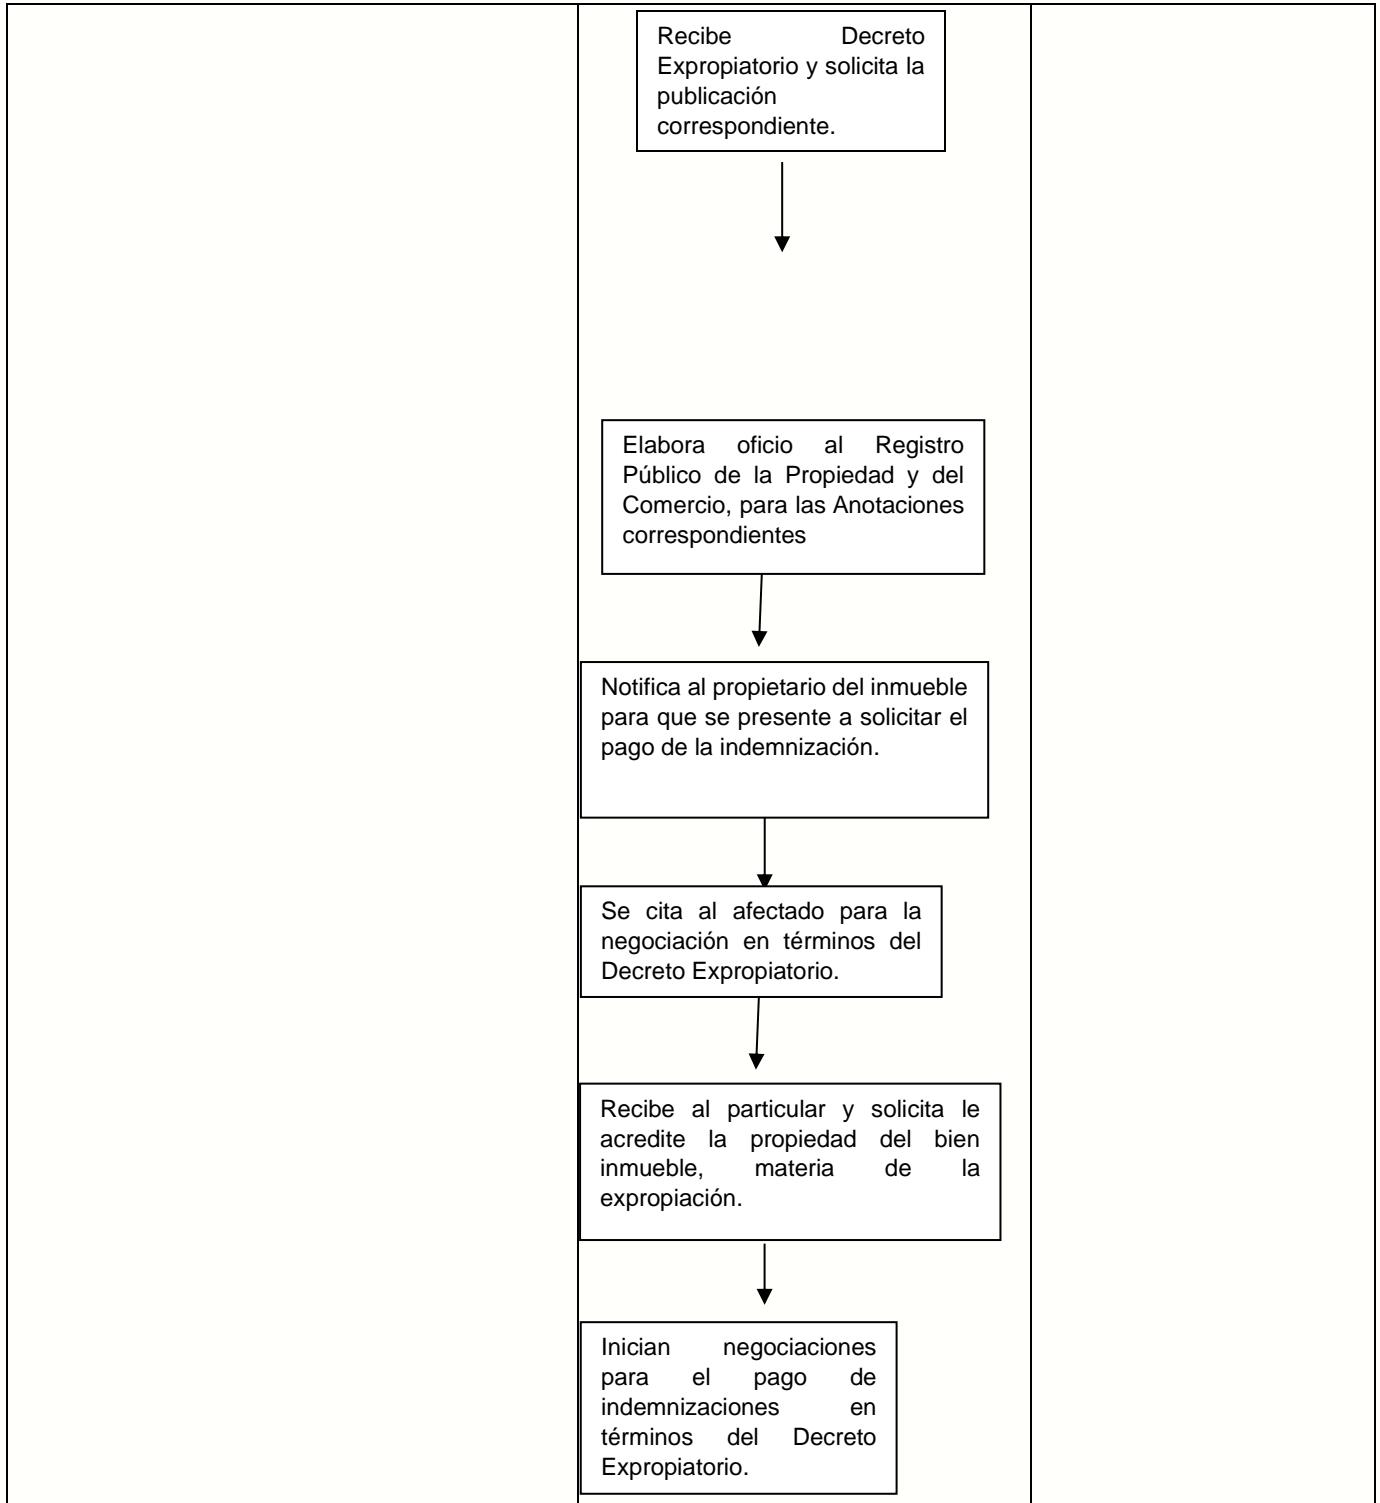 Recibe Decreto
Expropiatorio y solicita la
publicación
correspondiente.
Elabora oficio al Registro
Público de la Propiedad y del
Comercio, para las Anotaciones
correspondientes
Notifica al propietario del inmueble
para que se presente a solicitar el
pago de la indemnización.
Se cita al afectado para la
negociación en términos del
Decreto Expropiatorio.
Recibe al particular y solicita le
acredite la propiedad del bien
inmueble, materia de la
expropiación.
Inician negociaciones
para el pago de
indemnizaciones en
términos del Decreto
Expropiatorio.